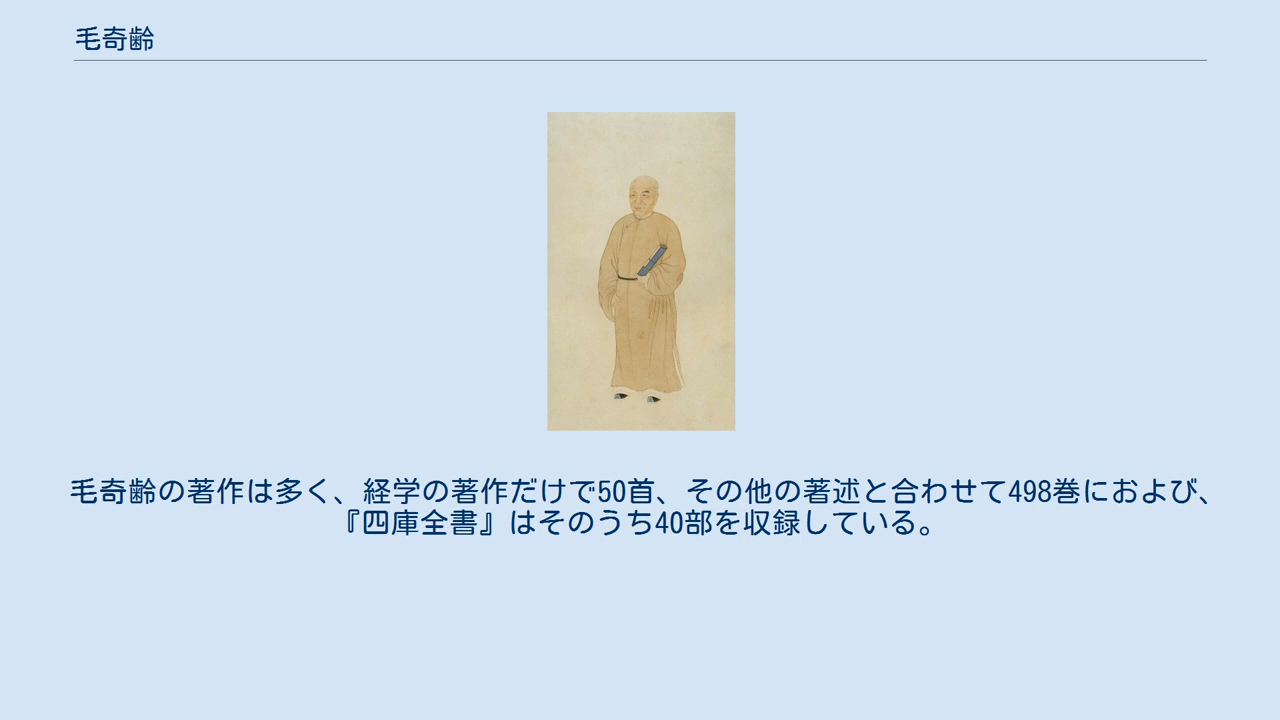 毛奇齢
毛奇齢の著作は多く、経学の著作だけで50首、その他の著述と合わせて498巻におよび、
『四庫全書』はそのうち40部を収録している。